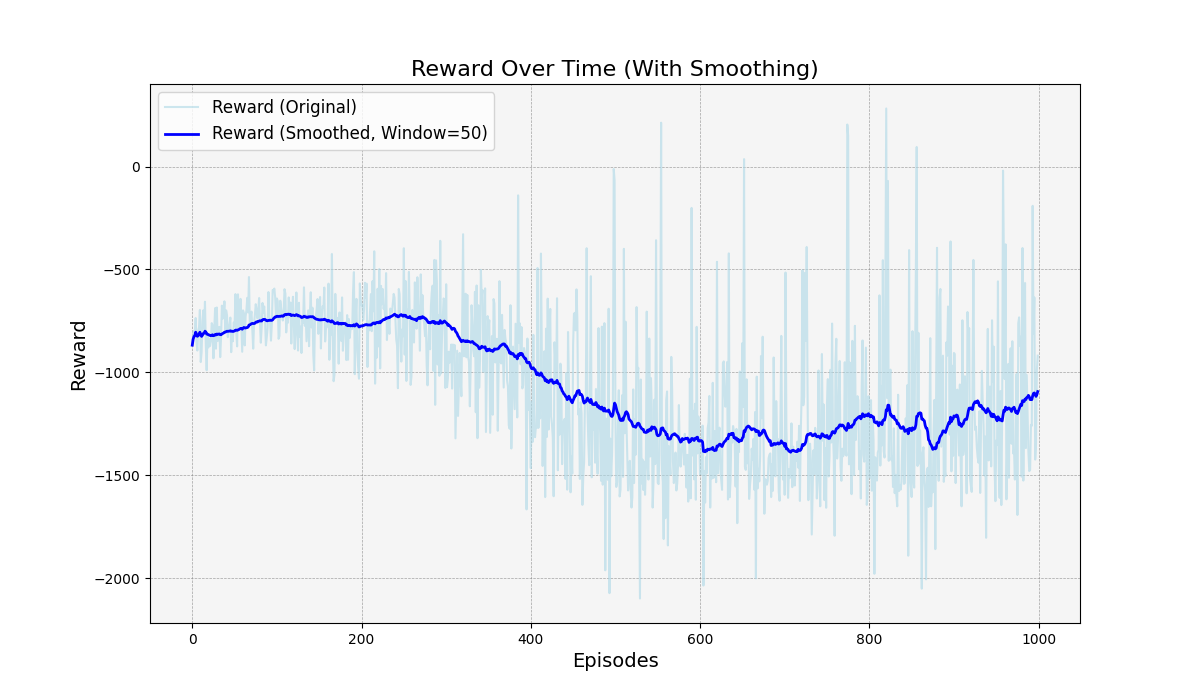 Reward Over Time (With Smoothing)
Reward (Original)
Reward (Smoothed, Window=50)
Reward
0
−500
−1000
−1500
−2000
0 200 400 600 800 1000
Episodes